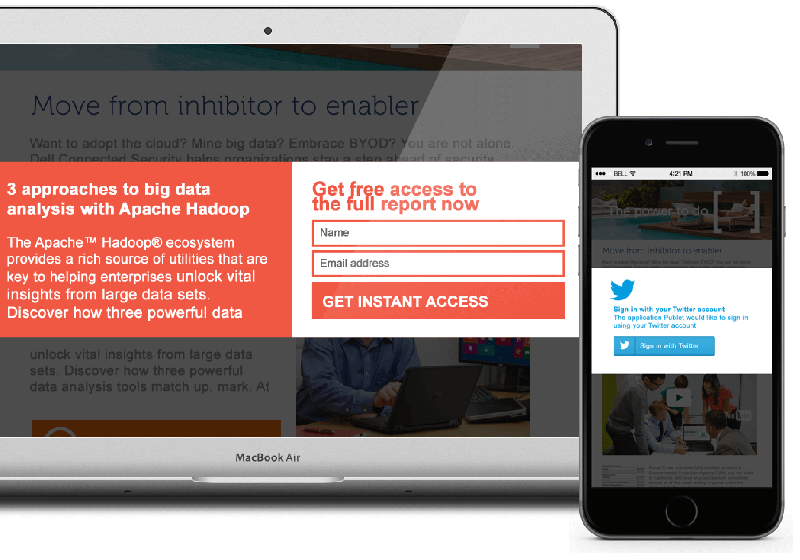 Move from inhibitor to enabler
Want to adopt the cloud? Mine big data? Embrace BYOD? You are not alone.
Dell Connected Security helps organizations stay a step ahead of security
3 approaches to big data
analysis with Apache Hadoop
The Apache™ Hadoop® ecosystem
provides a rich source of utilities that are
key to helping enterprises unlock vital
insights from large data sets.
Discover how three powerful data
Get free access to
the full report now
Name
Email address
GET INSTANT ACCESS
unlock vital insights from large data
sets. Discover how three powerful
data analysis tools match up. mark. At
MacBook Air
BELL
4:21 PM
100%
The power to do
Move from inhibitor to enabler
Sign in with your Twitter account
The application Publet would like to sign in
using your Twitter account
Sign in with Twitter